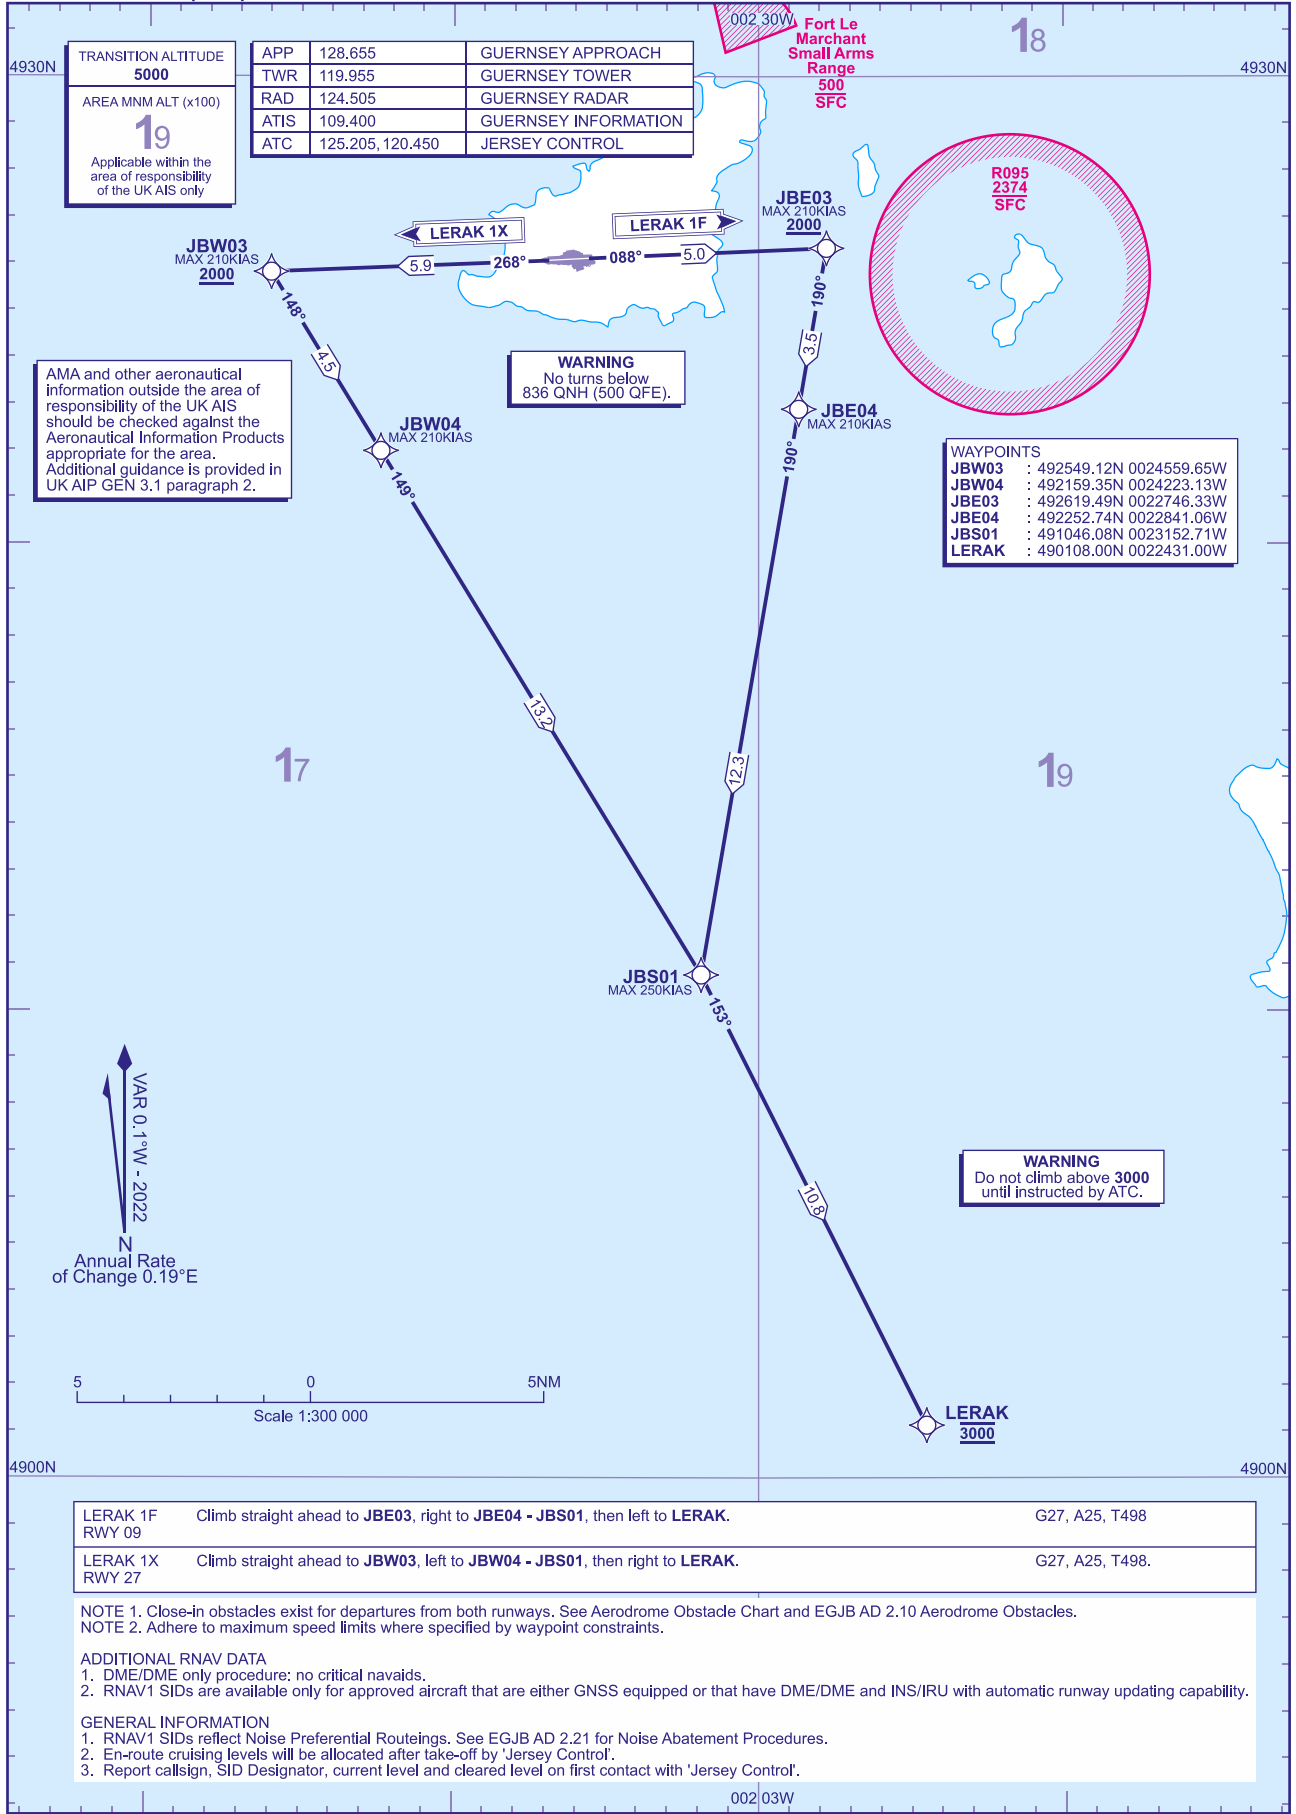 002 30W
4930N
4930N
TRANSITION ALTITUDE
5000
AREA MNM ALT (x100)
19
Applicable within the
area of responsibility
of the UK AIS only
APP 128.655 GUERNSEY APPROACH
TWR 119.955 GUERNSEY TOWER
RAD 124.505 GUERNSEY RADAR
ATIS 109.400 GUERNSEY INFORMATION
ATC 125.205, 120.450 JERSEY CONTROL
Fort Le
Marchant
Small Arms
Range
500
SFC
18
R095
2374
SFC
JBE03
MAX 210KIAS
2000
LERAK 1X
LERAK 1F
JBW03
MAX 210KIAS
2000
5.9
268°
088°
5.0
148°
4.5
190°
3.5
WARNING
No turns below
836 QNH (500 QFE).
AMA and other aeronautical
information outside the area of
responsibility of the UK AIS
should be checked against the
Aeronautical Information Products
appropriate for the area.
Additional guidance is provided in
UK AIP GEN 3.1 paragraph 2.
JBW04
MAX 210KIAS
149°
JBE04
MAX 210KIAS
190°
WAYPOINTS
JBW03 : 492549.12N 0024559.65W
JBW04 : 492159.35N 0024223.13W
JBE03 : 492619.49N 0022746.33W
JBE04 : 492252.74N 0022841.06W
JBS01 : 491046.08N 0023152.71W
LERAK : 490108.00N 0022431.00W
13.2
12.3
17
19
JBS01
MAX 250KIAS
153°
VAR 0.1°W - 2022
N
Annual Rate
of Change 0.19°E
WARNING
Do not climb above 3000
until instructed by ATC.
10.8
5 0 5NM
Scale 1:300 000
LERAK
3000
4900N
4900N
LERAK 1F Climb straight ahead to JBE03, right to JBE04 - JBS01, then left to LERAK. G27, A25, T498
RWY 09
LERAK 1X Climb straight ahead to JBW03, left to JBW04 - JBS01, then right to LERAK. G27, A25, T498.
RWY 27
NOTE 1. Close-in obstacles exist for departures from both runways. See Aerodrome Obstacle Chart and EGJB AD 2.10 Aerodrome Obstacles.
NOTE 2. Adhere to maximum speed limits where specified by waypoint constraints.
ADDITIONAL RNAV DATA
1. DME/DME only procedure: no critical navaids.
2. RNAV1 SIDs are available only for approved aircraft that are either GNSS equipped or that have DME/DME and INS/IRU with automatic runway updating capability.
GENERAL INFORMATION
1. RNAV1 SIDs reflect Noise Preferential Routeings. See EGJB AD 2.21 for Noise Abatement Procedures.
2. En-route cruising levels will be allocated after take-off by 'Jersey Control'.
3. Report callsign, SID Designator, current level and cleared level on first contact with 'Jersey Control'.
002 03W